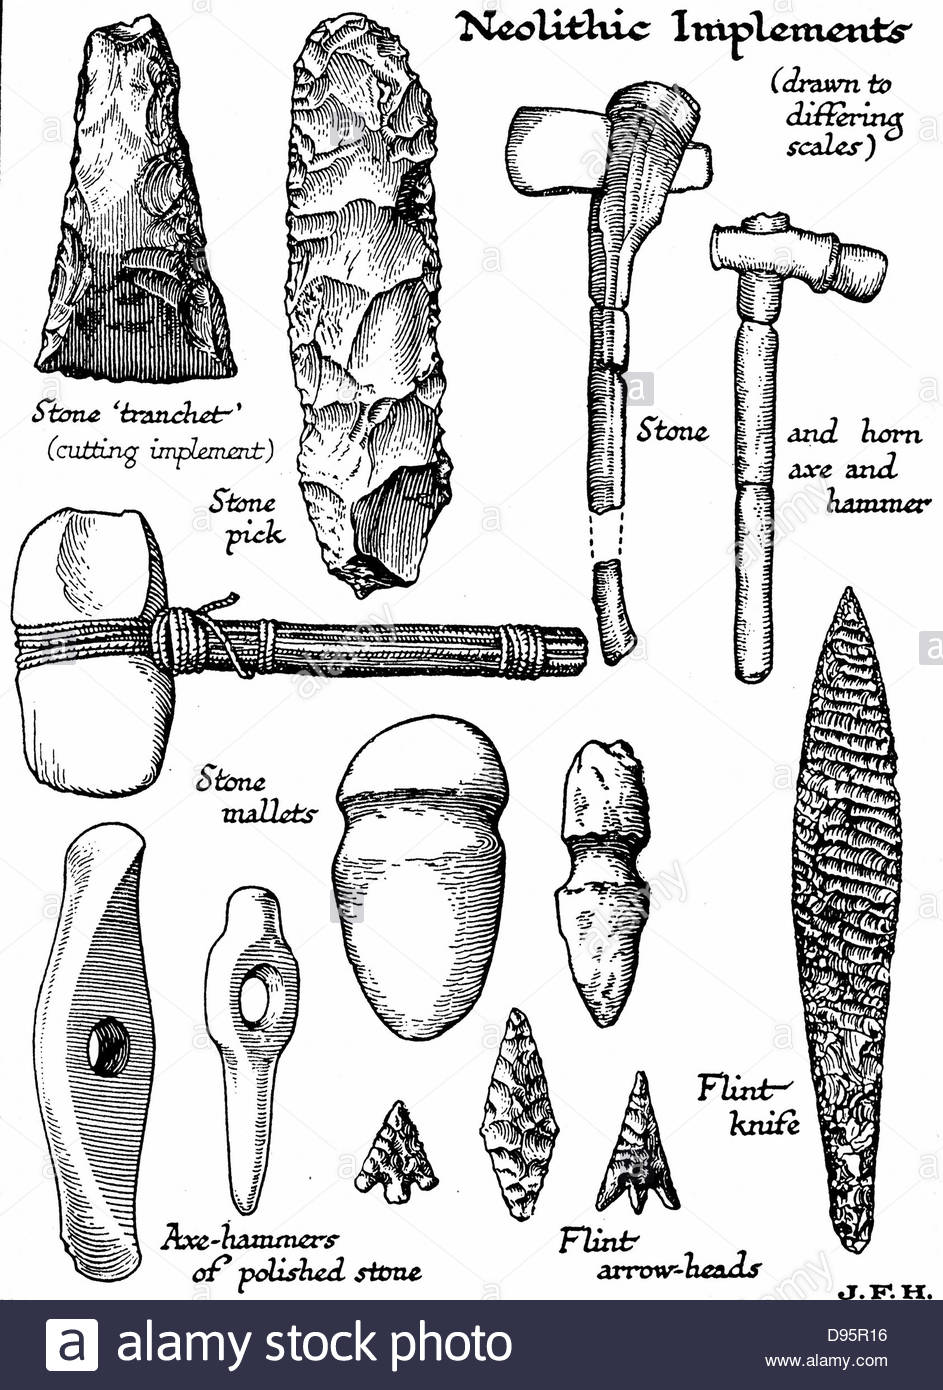 Neolithic Implements
(drawn to
differing
scales)
Stone 'tranchet'
(cutting implement)
Stone
pick
Stone and horn
axe and
hammer
Stone
mallets
Flint
knife
Axe-hammers
of polished stone
Flint
arrow-heads
J.F.H.
a alamy stock photo
D95R16
www.alamy.com